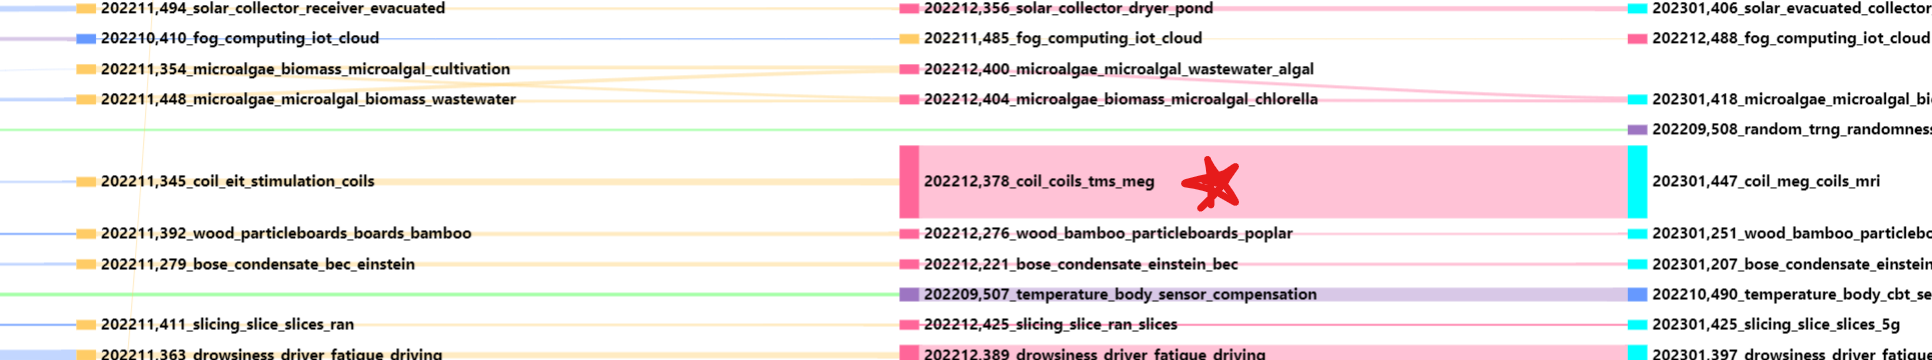 202211,494_solar_collector_receiver_evacuated
202212,356_solar_collector_dryer_pond
202301,406_solar_evacuated_collector
202210,410_fog_computing_iot_cloud
202211,485_fog_computing_iot_cloud
202212,488_fog_computing_iot_cloud
202211,354_microalgae_biomass_microalgal_cultivation
202212,400_microalgae_microalgal_wastewater_algal
202211,448_microalgae_microalgal_biomass_wastewater
202212,404_microalgae_biomass_microalgal_chlorella
202301,418_microalgae_microalgal_bi
202209,508_random_trng_randomness
202211,345_coil_eit_stimulation_coils
202212,378_coil_coils_tms_meg
202301,447_coil_meg_coils_mri
202211,392_wood_particleboards_boards_bamboo
202212,276_wood_bamboo_particleboards_poplar
202301,251_wood_bamboo_particlebo
202211,279_bose_condensate_bec_einstein
202212,221_bose_condensate_einstein_bec
202301,207_bose_condensate_einstein
202209,507_temperature_body_sensor_compensation
202210,490_temperature_body_cbt_se
202211,411_slicing_slice_slices_ran
202212,425_slicing_slice_ran_slices
202301,425_slicing_slice_slices_5g
202211,363_drowsiness_driver_fatigue_driving
202212,389_drowsiness_driver_fatigue_driving
202301,397_drowsiness_driver_fatigue